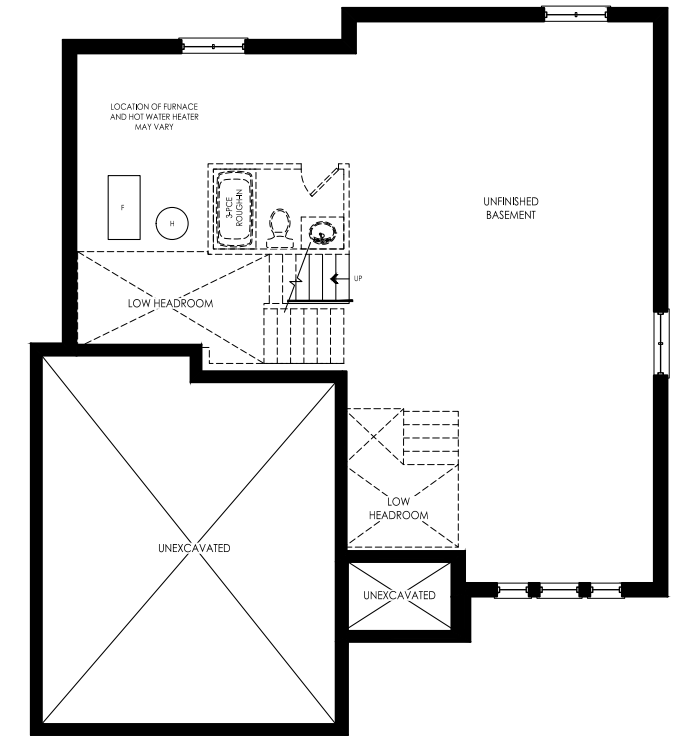 LOCATION OF FURNACE
AND HOT WATER HEATER
MAY VARY
UNFINISHED
BASEMENT
F
H
3-PCE
ROUGH-IN
UP
LOW HEADROOM
LOW
HEADROOM
UNEXCAVATED
UNEXCAVATED